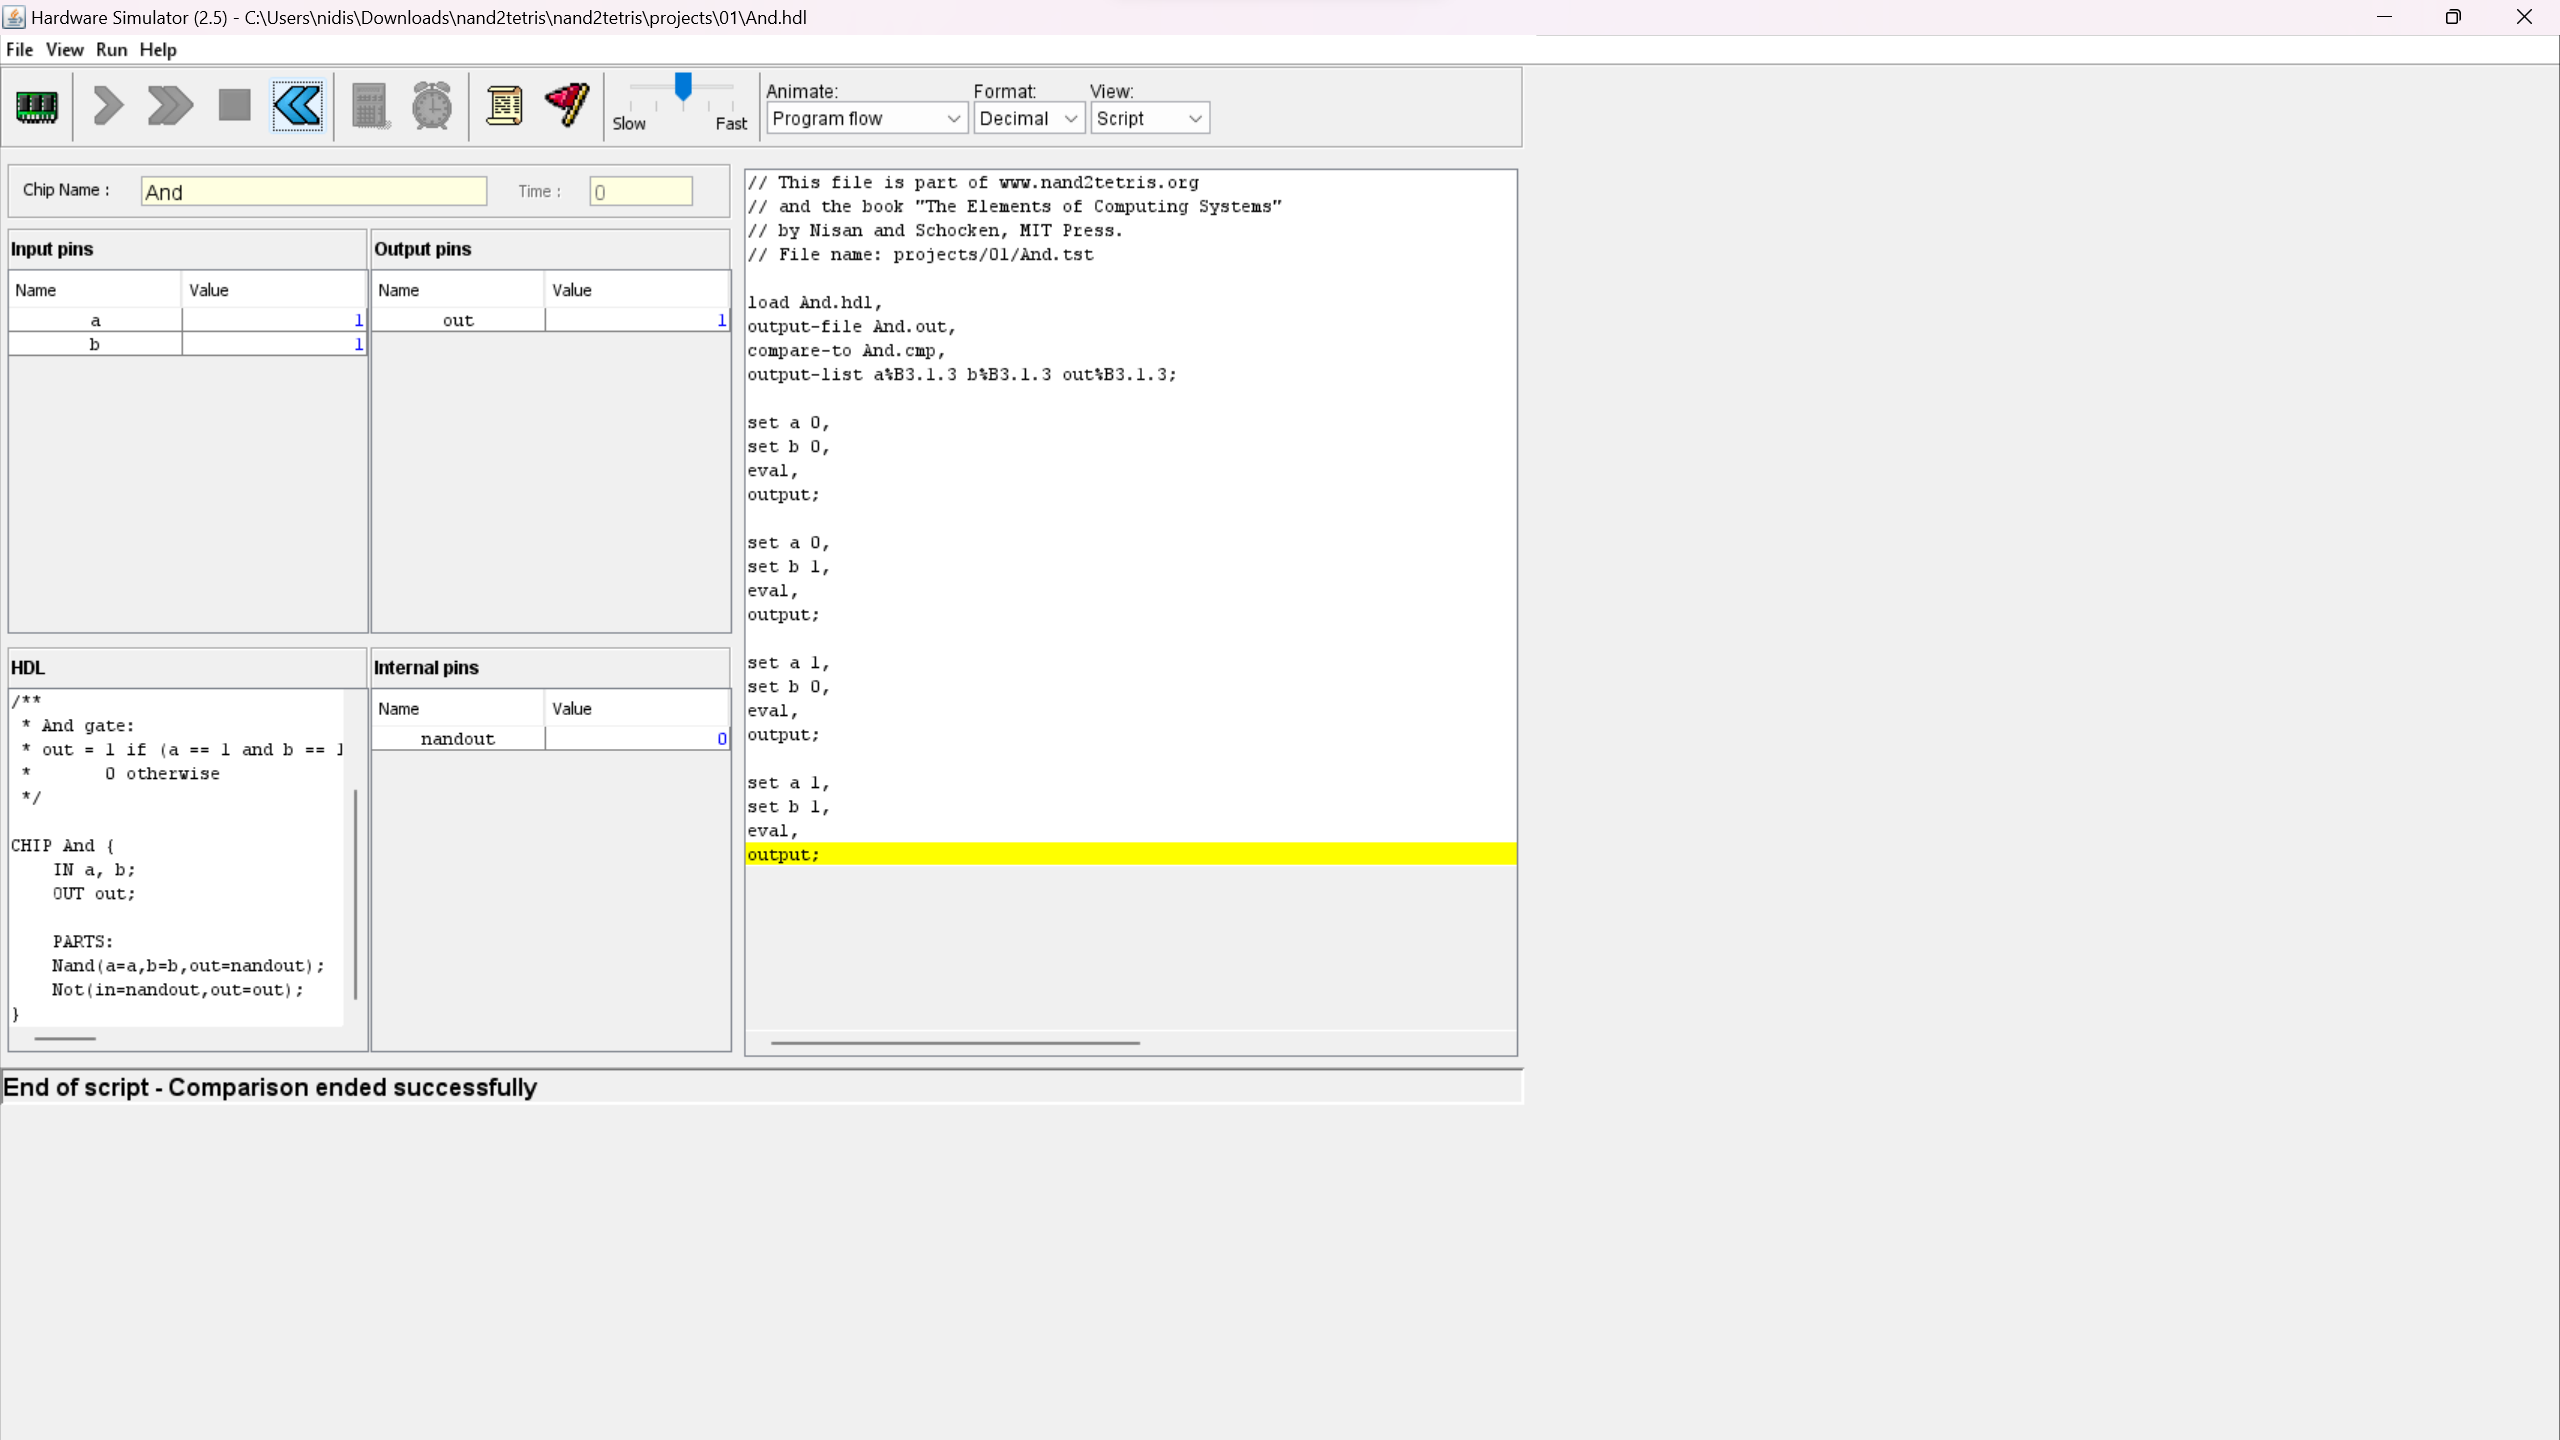 Hardware Simulator (2.5) - C:\Users\nidis\Downloads\nand2tetris\nand2tetris\projects\01\And.hdl
File View Run Help
Slow Fast
Animate: Format: View:
Program flow Decimal Script
Chip Name : And Time : 0
Input pins
Name Value
a 1
b 1
Output pins
Name Value
out 1
HDL
/**
 * And gate:
 * out = 1 if (a == 1 and b == 1
 *       0 otherwise
 */
CHIP And {
    IN a, b;
    OUT out;
    PARTS:
    Nand(a=a,b=b,out=nandout);
    Not(in=nandout,out=out);
}
Internal pins
Name Value
nandout 0
// This file is part of www.nand2tetris.org
// and the book "The Elements of Computing Systems"
// by Nisan and Schocken, MIT Press.
// File name: projects/01/And.tst
load And.hdl,
output-file And.out,
compare-to And.cmp,
output-list a%B3.1.3 b%B3.1.3 out%B3.1.3;
set a 0,
set b 0,
eval,
output;
set a 0,
set b 1,
eval,
output;
set a 1,
set b 0,
eval,
output;
set a 1,
set b 1,
eval,
output;
End of script - Comparison ended successfully